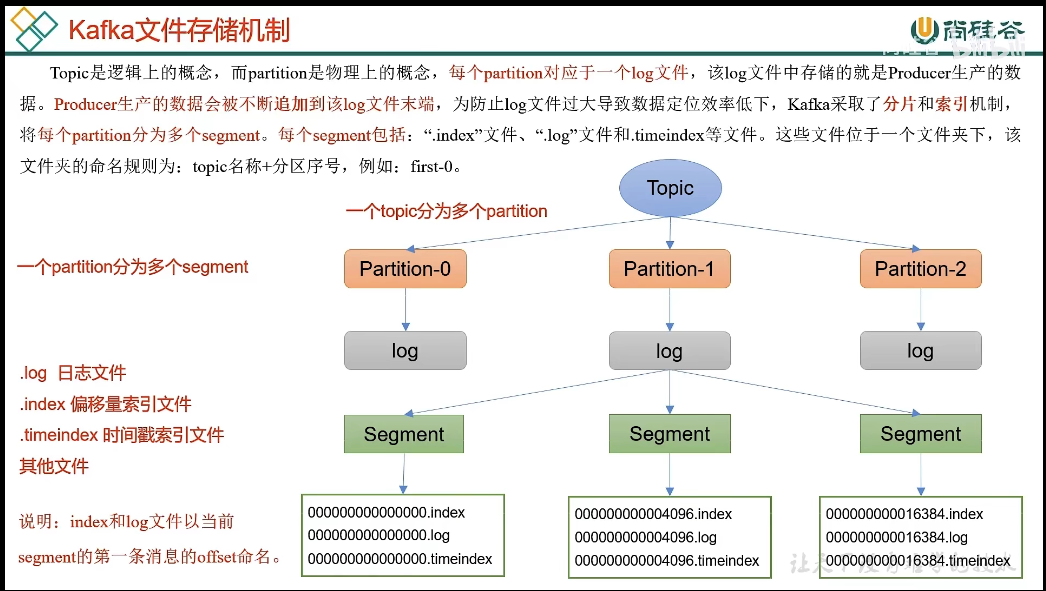 Kafka文件存储机制
尚硅谷
Topic是逻辑上的概念，而partition是物理上的概念，每个partition对应于一个log文件，该log文件中存储的就是Producer生产的数
据。Producer生产的数据会被不断追加到该log文件末端，为防止log文件过大导致数据定位效率低下，Kafka采取了分片和索引机制，
将每个partition分为多个segment。每个segment包括：“.index”文件、“.log”文件和.timeindex等文件。这些文件位于一个文件夹下，该
文件夹的命名规则为：topic名称+分区序号，例如：first-0。
Topic
一个topic分为多个partition
一个partition分为多个segment
Partition-0
Partition-1
Partition-2
log
log
log
.log 日志文件
.index 偏移量索引文件
.timeindex 时间戳索引文件
其他文件
Segment
Segment
Segment
说明：index和log文件以当前
segment的第一条消息的offset命名。
000000000000000.index
000000000000000.log
000000000000000.timeindex
000000000004096.index
000000000004096.log
000000000004096.timeindex
000000000016384.index
000000000016384.log
000000000016384.timeindex